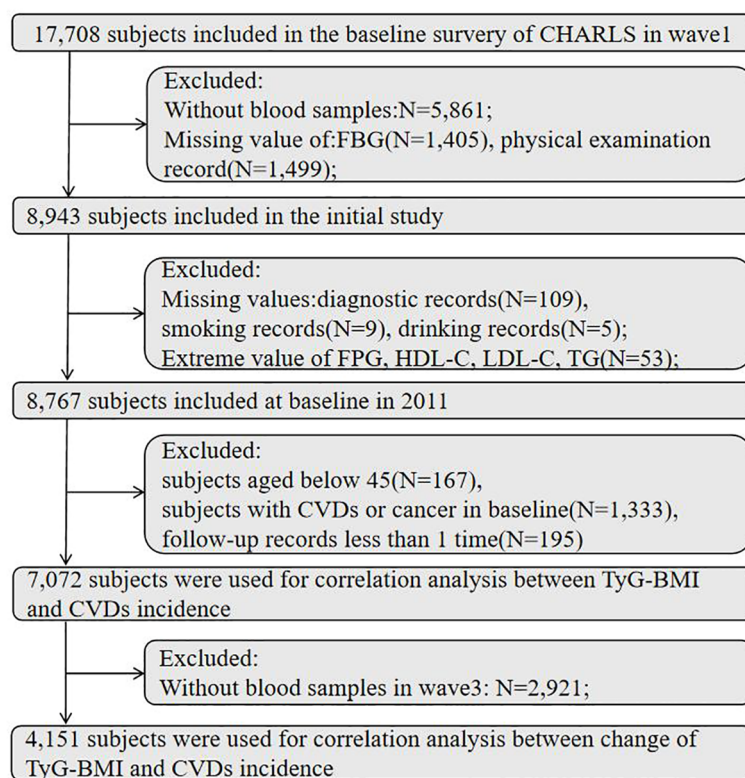 17,708 subjects included in the baseline survery of CHARLS in wave1
Excluded:
Without blood samples:N=5,861;
Missing value of:FBG(N=1,405), physical examination
record(N=1,499);
8,943 subjects included in the initial study
Excluded:
Missing values:diagnostic records(N=109),
smoking records(N=9), drinking records(N=5);
Extreme value of FPG, HDL-C, LDL-C, TG(N=53);
8,767 subjects included at baseline in 2011
Excluded:
subjects aged below 45(N=167),
subjects with CVDs or cancer in baseline(N=1,333),
follow-up records less than 1 time(N=195)
7,072 subjects were used for correlation analysis between TyG-BMI
and CVDs incidence
Excluded:
Without blood samples in wave3: N=2,921;
4,151 subjects were used for correlation analysis between change of
TyG-BMI and CVDs incidence